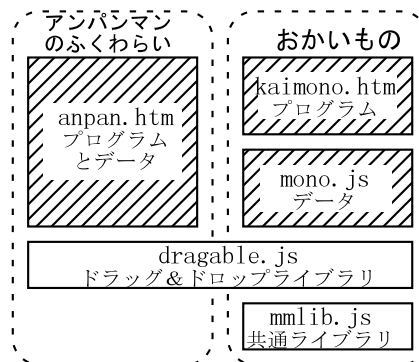 アンパンマン
のふくわらい
anpan.htm
プログラム
とデータ
おかいもの
kaimono.htm
プログラム
mono.js
データ
dragable.js
ドラッグ&ドロップライブラリ
mmlib.js
共通ライブラリ